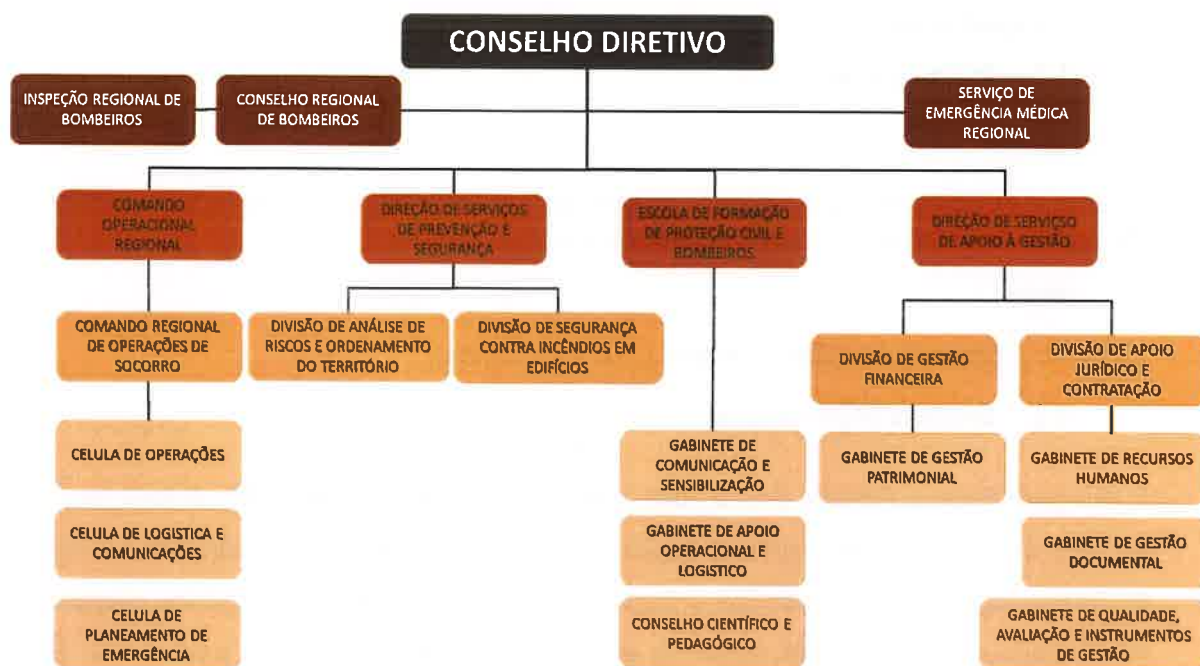 CONSELHO DIRETIVO
INSPEÇÃO REGIONAL DE
BOMBEIROS
CONSELHO REGIONAL
DE BOMBEIROS
SERVIÇO DE
EMERGÊNCIA MÉDICA
REGIONAL
COMANDO
OPERACIONAL
REGIONAL
DIREÇÃO DE SERVIÇOS
DE PREVENÇÃO E
SEGURANÇA
ESCOLA DE FORMAÇÃO
DE PROTEÇÃO CIVIL E
BOMBEIROS
DIREÇÃO DE SERVIÇSO
DE APOIO À GESTÃO
COMANDO REGIONAL
DE OPERAÇÕES DE
SOCORRO
DIVISÃO DE ANÁLISE DE
RISCOS E ORDENAMENTO
DO TERRITÓRIO
DIVISÃO DE SEGURANÇA
CONTRA INCÊNDIOS EM
EDIFÍCIOS
DIVISÃO DE GESTÃO
FINANCEIRA
DIVISÃO DE APOIO
JURÍDICO E
CONTRATAÇÃO
CELULA DE OPERAÇÕES
GABINETE DE
COMUNICAÇÃO E
SENSIBILIZAÇÃO
GABINETE DE GESTÃO
PATRIMONIAL
GABINETE DE RECURSOS
HUMANOS
CELULA DE LOGISTICA E
COMUNICAÇÕES
GABINETE DE APOIO
OPERACIONAL E
LOGISTICO
GABINETE DE GESTÃO
DOCUMENTAL
CELULA DE
PLANEAMENTO DE
EMERGÊNCIA
CONSELHO CIENTÍFICO E
PEDAGÓGICO
GABINETE DE QUALIDADE,
AVALIAÇÃO E INSTRUMENTOS
DE GESTÃO